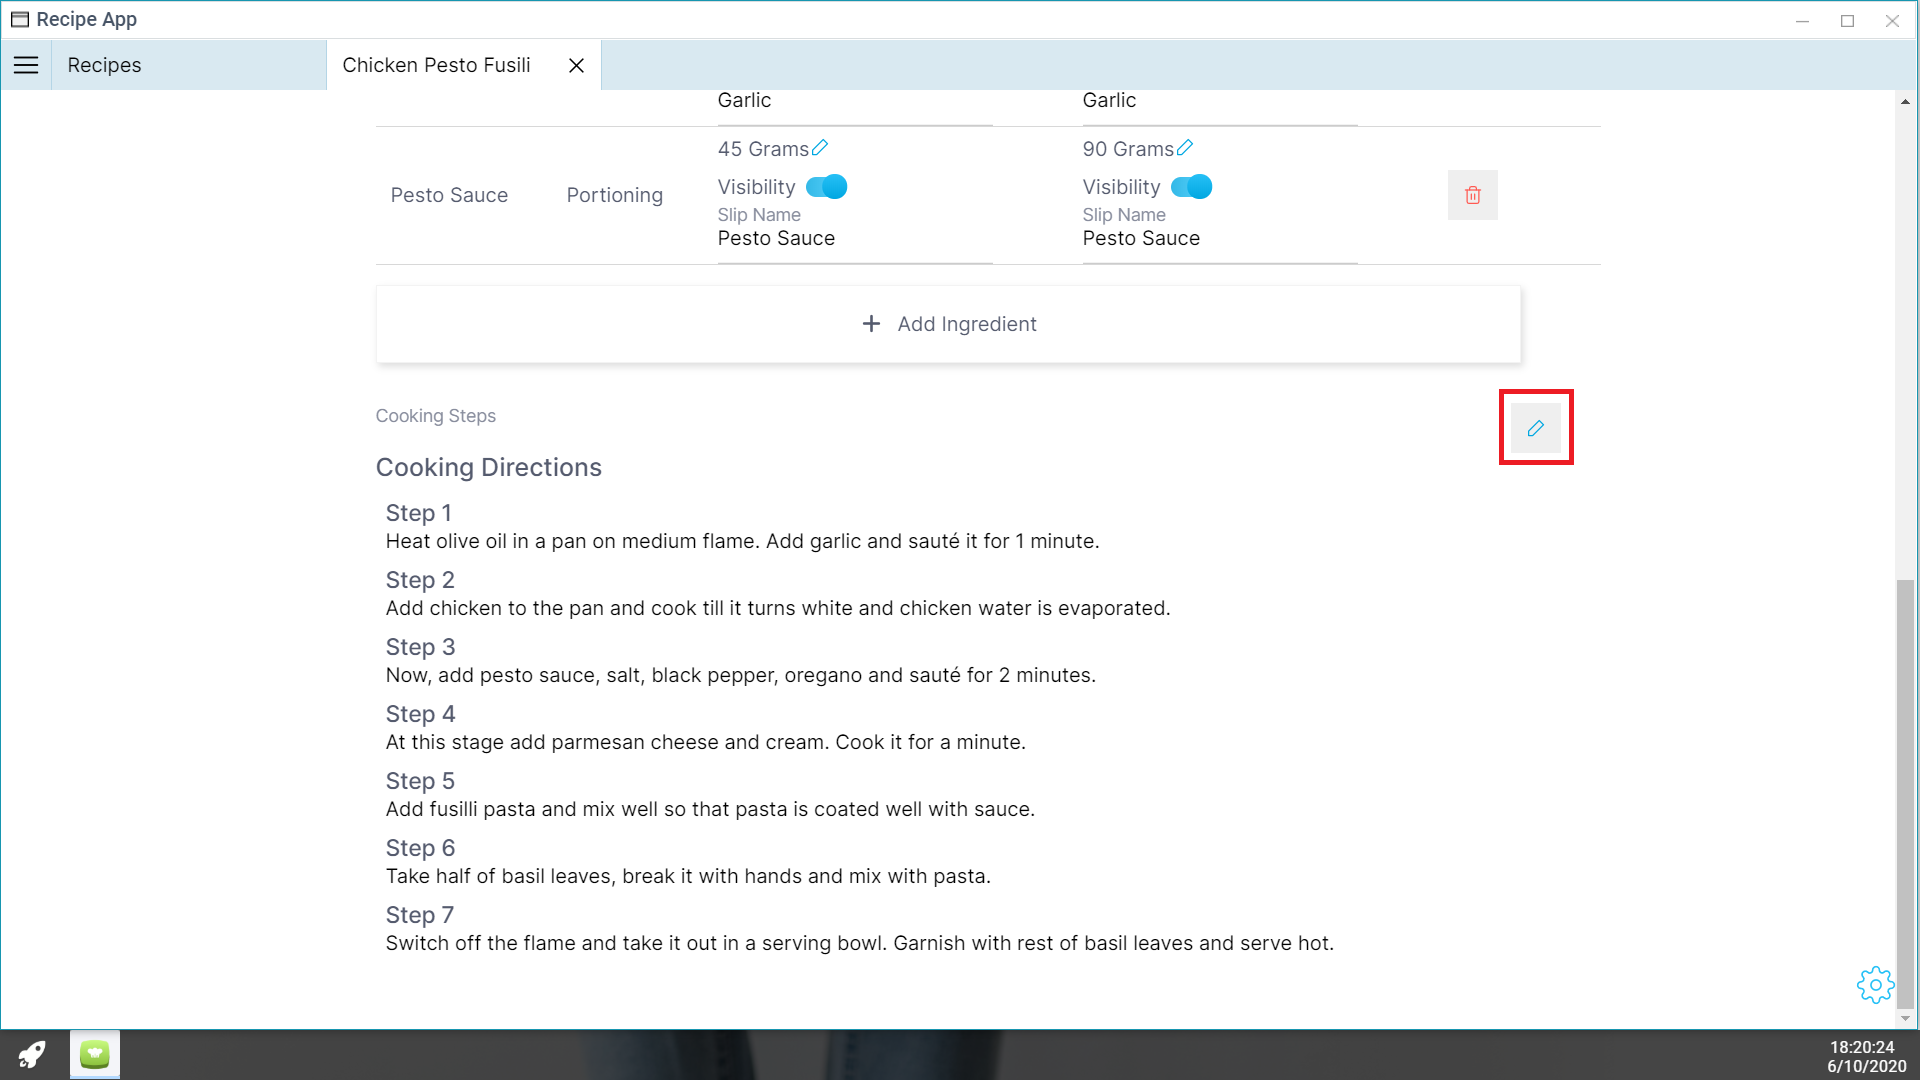 Recipe App
Recipes
Chicken Pesto Fusili
Garlic Garlic
45 Grams 90 Grams
Pesto Sauce Portioning Visibility Visibility
Slip Name Slip Name
Pesto Sauce Pesto Sauce
+ Add Ingredient
Cooking Steps
Cooking Directions
Step 1
Heat olive oil in a pan on medium flame. Add garlic and sauté it for 1 minute.
Step 2
Add chicken to the pan and cook till it turns white and chicken water is evaporated.
Step 3
Now, add pesto sauce, salt, black pepper, oregano and sauté for 2 minutes.
Step 4
At this stage add parmesan cheese and cream. Cook it for a minute.
Step 5
Add fusilli pasta and mix well so that pasta is coated well with sauce.
Step 6
Take half of basil leaves, break it with hands and mix with pasta.
Step 7
Switch off the flame and take it out in a serving bowl. Garnish with rest of basil leaves and serve hot.
18:20:24
6/10/2020